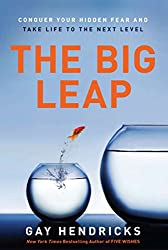 CONQUER YOUR HIDDEN FEAR AND
TAKE LIFE TO THE NEXT LEVEL
THE BIG
LEAP
GAY HENDRICKS
New York Times Bestselling Author of FIVE WISHES